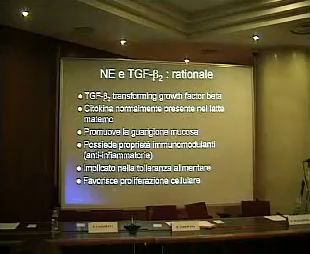 NE e TGF-β₂ : rationale
TGF-β₂ transforming growth factor beta
Citokina normalmente presente nel latte
materno
Promuove la guarigione mucosa
Possiede proprietà immunomodulanti
(anti-infiammatorie)
Implicato nella tolleranza alimentare
Favorisce proliferazione cellulare